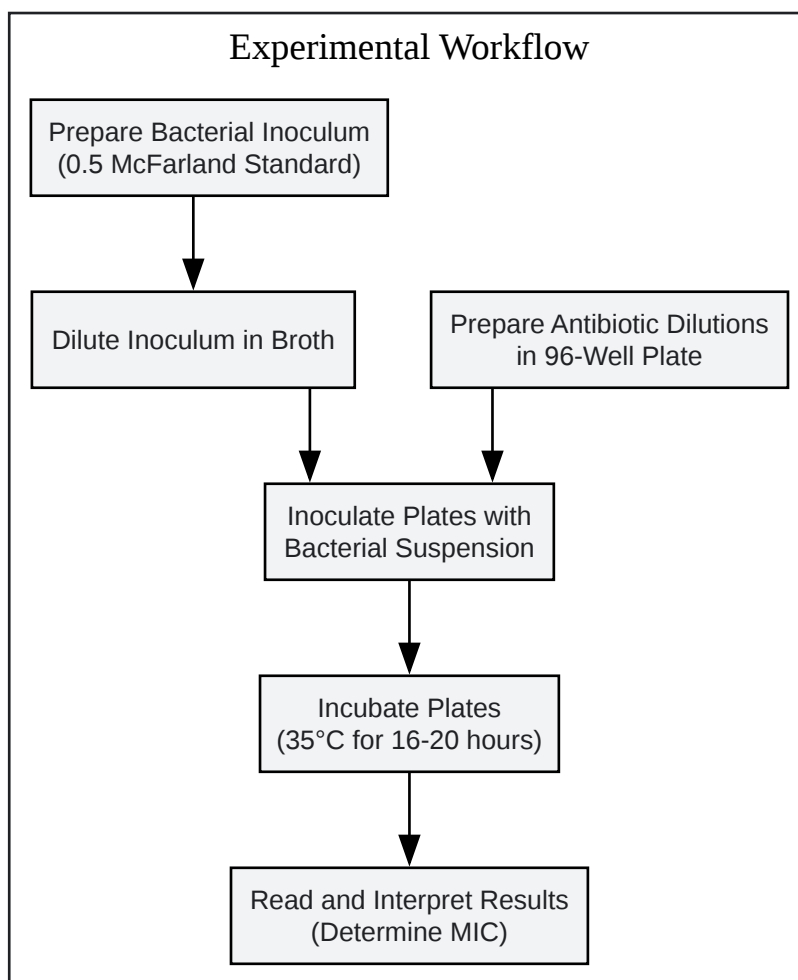 Experimental Workflow
Prepare Bacterial Inoculum
(0.5 McFarland Standard)
Dilute Inoculum in Broth
Prepare Antibiotic Dilutions
in 96-Well Plate
Inoculate Plates with
Bacterial Suspension
Incubate Plates
(35°C for 16-20 hours)
Read and Interpret Results
(Determine MIC)